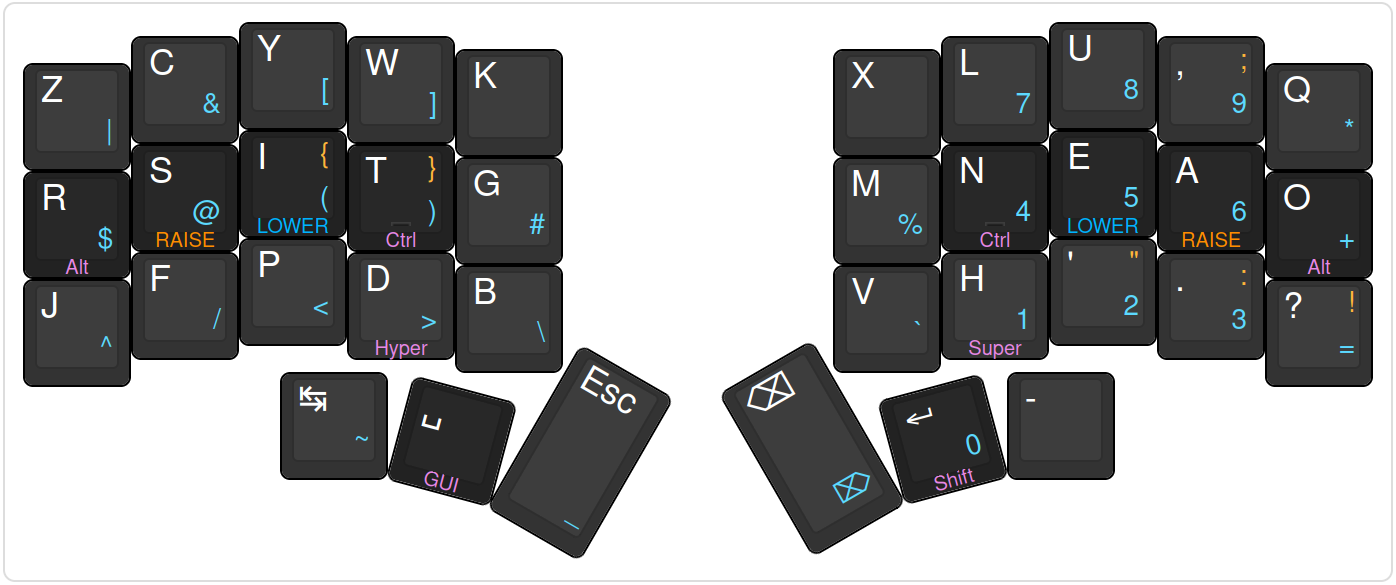 Z |
C &
Y [
W ]
K
X
L 7
U 8
, ; 9
Q *
R $ Alt
S @ RAISE
I { ( LOWER
T } ) Ctrl
G #
M %
N 4 Ctrl
E 5 LOWER
A 6 RAISE
O + Alt
J ^
F /
P <
D > Hyper
B \
V `
H 1 Super
' " 2
. : 3
? ! =
↹ ~
␣ GUI
Esc _
⌫ ⌫
↵ 0 Shift
-